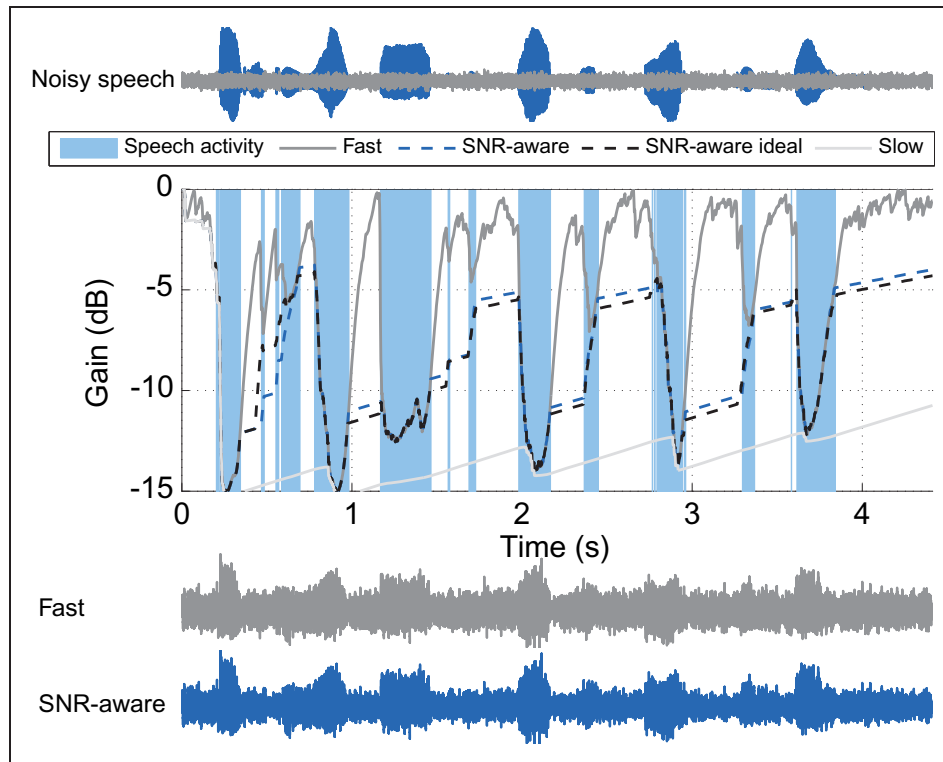 Noisy speech
Speech activity Fast SNR-aware SNR-aware ideal Slow
0
-5
-10
-15
Gain (dB)
0 1 2 3 4
Time (s)
Fast
SNR-aware